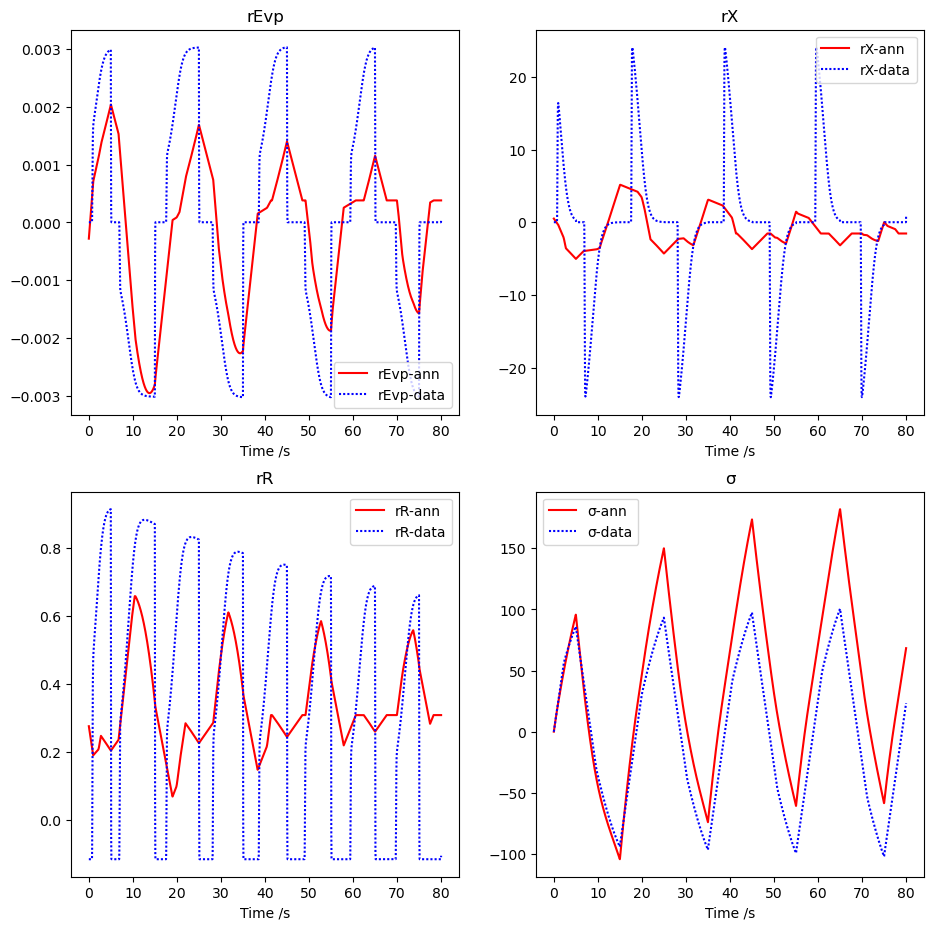 rEvp
0.003
0.002
0.001
0.000
−0.001
−0.002
−0.003
rEvp-ann
rEvp-data
0 10 20 30 40 50 60 70 80
Time /s
rX
20
10
0
−10
−20
rX-ann
rX-data
0 10 20 30 40 50 60 70 80
Time /s
rR
0.8
0.6
0.4
0.2
0.0
rR-ann
rR-data
0 10 20 30 40 50 60 70 80
Time /s
σ
150
100
50
0
−50
−100
σ-ann
σ-data
0 10 20 30 40 50 60 70 80
Time /s